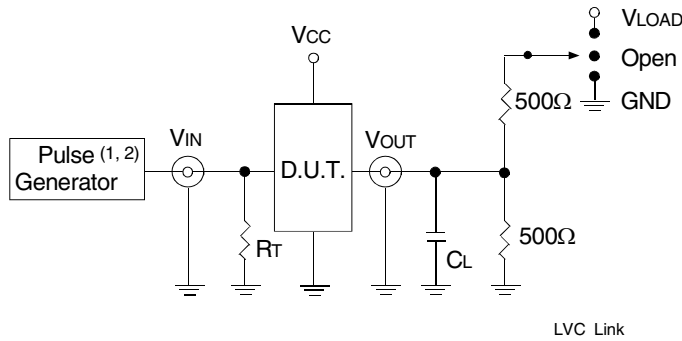 VLOAD
VCC
Open
500Ω
GND
VIN
VOUT
Pulse (1, 2)
Generator
D.U.T.
RT
CL
500Ω
LVC Link